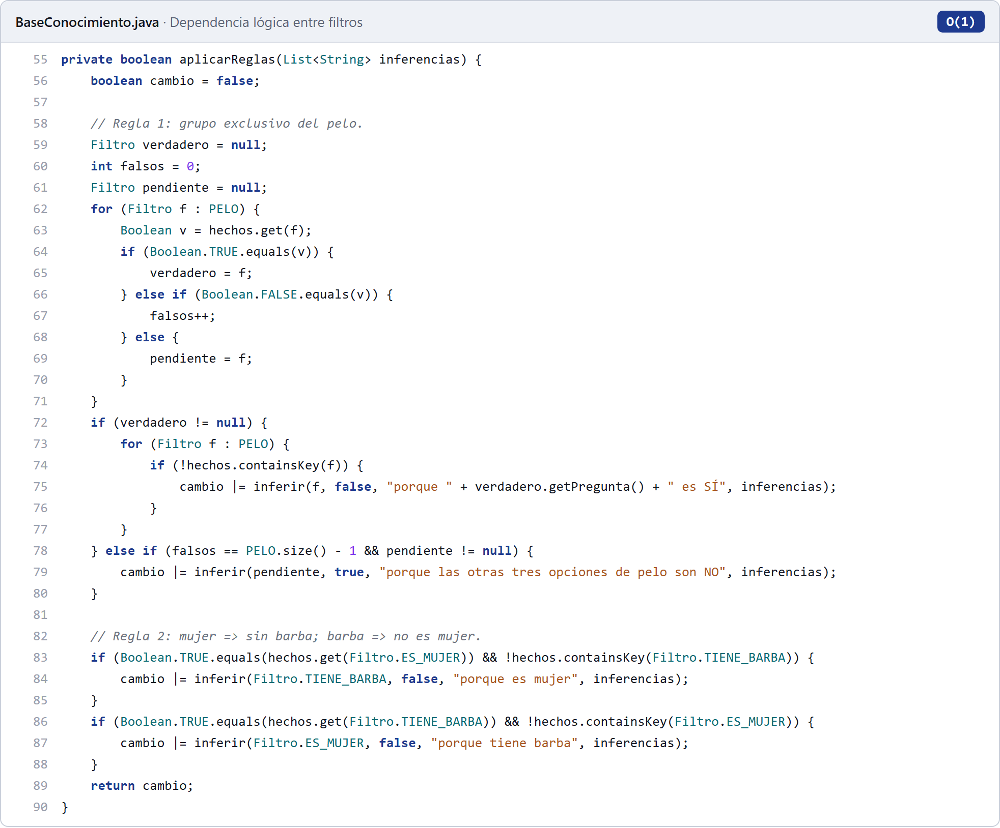 BaseConocimiento.java · Dependencia lógica entre filtros
O(1)
55 private boolean aplicarReglas(List<String> inferencias) {
56     boolean cambio = false;
57
58     // Regla 1: grupo exclusivo del pelo.
59     Filtro verdadero = null;
60     int falsos = 0;
61     Filtro pendiente = null;
62     for (Filtro f : PELO) {
63         Boolean v = hechos.get(f);
64         if (Boolean.TRUE.equals(v)) {
65             verdadero = f;
66         } else if (Boolean.FALSE.equals(v)) {
67             falsos++;
68         } else {
69             pendiente = f;
70         }
71     }
72     if (verdadero != null) {
73         for (Filtro f : PELO) {
74             if (!hechos.containsKey(f)) {
75                 cambio |= inferir(f, false, "porque " + verdadero.getPregunta() + " es SÍ", inferencias);
76             }
77         }
78     } else if (falsos == PELO.size() - 1 && pendiente != null) {
79         cambio |= inferir(pendiente, true, "porque las otras tres opciones de pelo son NO", inferencias);
80     }
81
82     // Regla 2: mujer => sin barba; barba => no es mujer.
83     if (Boolean.TRUE.equals(hechos.get(Filtro.ES_MUJER)) && !hechos.containsKey(Filtro.TIENE_BARBA)) {
84         cambio |= inferir(Filtro.TIENE_BARBA, false, "porque es mujer", inferencias);
85     }
86     if (Boolean.TRUE.equals(hechos.get(Filtro.TIENE_BARBA)) && !hechos.containsKey(Filtro.ES_MUJER)) {
87         cambio |= inferir(Filtro.ES_MUJER, false, "porque tiene barba", inferencias);
88     }
89     return cambio;
90 }